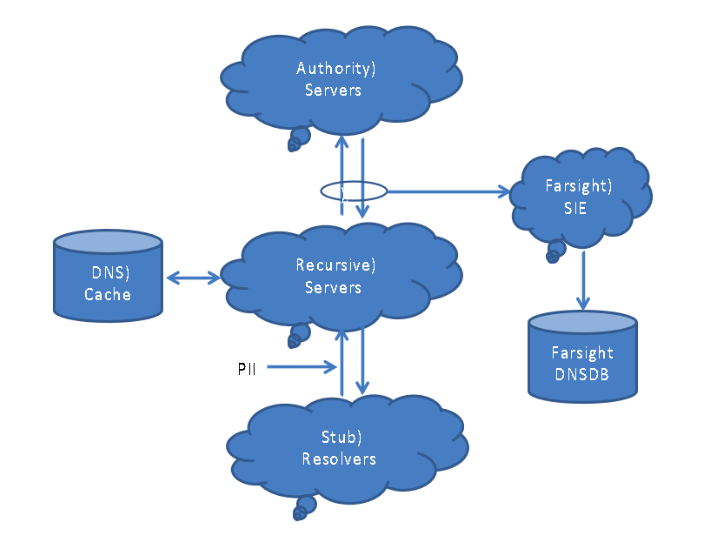 Authority)
Servers
Farsight)
SIE
Recursive)
Servers
DNS)
Cache
Farsight
DNSDB
PII
Stub)
Resolvers